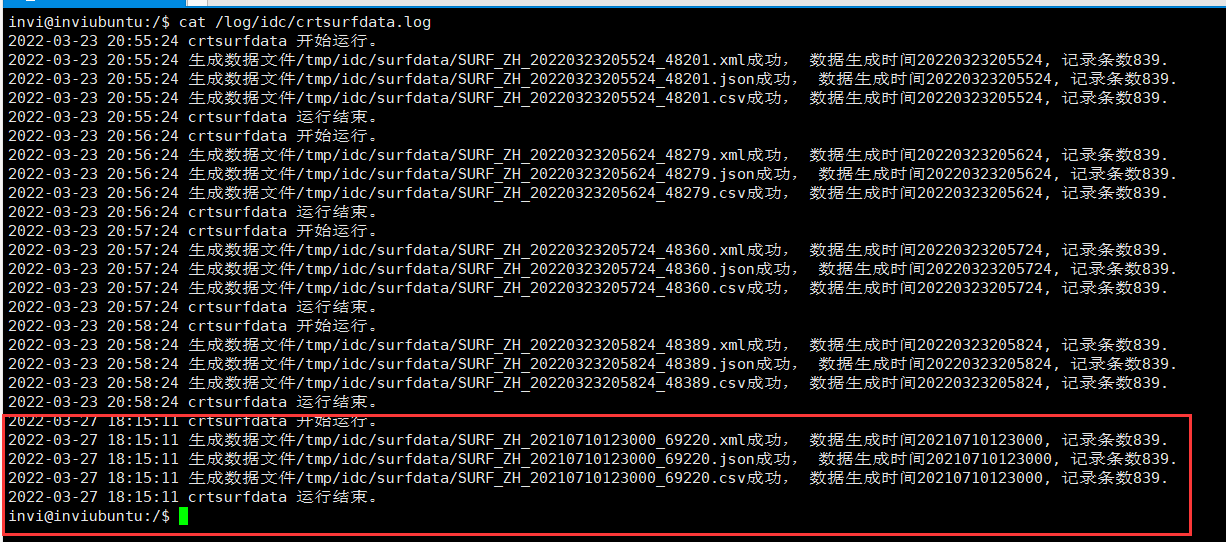 invi@inviubuntu:/$ cat /log/idc/crtsurfdata.log
2022-03-23 20:55:24 crtsurfdata 开始运行。
2022-03-23 20:55:24 生成数据文件/tmp/idc/surfdata/SURF_ZH_20220323205524_48201.xml成功， 数据生成时间20220323205524, 记录条数839.
2022-03-23 20:55:24 生成数据文件/tmp/idc/surfdata/SURF_ZH_20220323205524_48201.json成功， 数据生成时间20220323205524, 记录条数839.
2022-03-23 20:55:24 生成数据文件/tmp/idc/surfdata/SURF_ZH_20220323205524_48201.csv成功， 数据生成时间20220323205524, 记录条数839.
2022-03-23 20:55:24 crtsurfdata 运行结束。
2022-03-23 20:56:24 crtsurfdata 开始运行。
2022-03-23 20:56:24 生成数据文件/tmp/idc/surfdata/SURF_ZH_20220323205624_48279.xml成功， 数据生成时间20220323205624, 记录条数839.
2022-03-23 20:56:24 生成数据文件/tmp/idc/surfdata/SURF_ZH_20220323205624_48279.json成功， 数据生成时间20220323205624, 记录条数839.
2022-03-23 20:56:24 生成数据文件/tmp/idc/surfdata/SURF_ZH_20220323205624_48279.csv成功， 数据生成时间20220323205624, 记录条数839.
2022-03-23 20:56:24 crtsurfdata 运行结束。
2022-03-23 20:57:24 crtsurfdata 开始运行。
2022-03-23 20:57:24 生成数据文件/tmp/idc/surfdata/SURF_ZH_20220323205724_48360.xml成功， 数据生成时间20220323205724, 记录条数839.
2022-03-23 20:57:24 生成数据文件/tmp/idc/surfdata/SURF_ZH_20220323205724_48360.json成功， 数据生成时间20220323205724, 记录条数839.
2022-03-23 20:57:24 生成数据文件/tmp/idc/surfdata/SURF_ZH_20220323205724_48360.csv成功， 数据生成时间20220323205724, 记录条数839.
2022-03-23 20:57:24 crtsurfdata 运行结束。
2022-03-23 20:58:24 crtsurfdata 开始运行。
2022-03-23 20:58:24 生成数据文件/tmp/idc/surfdata/SURF_ZH_20220323205824_48389.xml成功， 数据生成时间20220323205824, 记录条数839.
2022-03-23 20:58:24 生成数据文件/tmp/idc/surfdata/SURF_ZH_20220323205824_48389.json成功， 数据生成时间20220323205824, 记录条数839.
2022-03-23 20:58:24 生成数据文件/tmp/idc/surfdata/SURF_ZH_20220323205824_48389.csv成功， 数据生成时间20220323205824, 记录条数839.
2022-03-23 20:58:24 crtsurfdata 运行结束。
2022-03-27 18:15:11 crtsurfdata 开始运行。
2022-03-27 18:15:11 生成数据文件/tmp/idc/surfdata/SURF_ZH_20210710123000_69220.xml成功， 数据生成时间20210710123000, 记录条数839.
2022-03-27 18:15:11 生成数据文件/tmp/idc/surfdata/SURF_ZH_20210710123000_69220.json成功， 数据生成时间20210710123000, 记录条数839.
2022-03-27 18:15:11 生成数据文件/tmp/idc/surfdata/SURF_ZH_20210710123000_69220.csv成功， 数据生成时间20210710123000, 记录条数839.
2022-03-27 18:15:11 crtsurfdata 运行结束。
invi@inviubuntu:/$